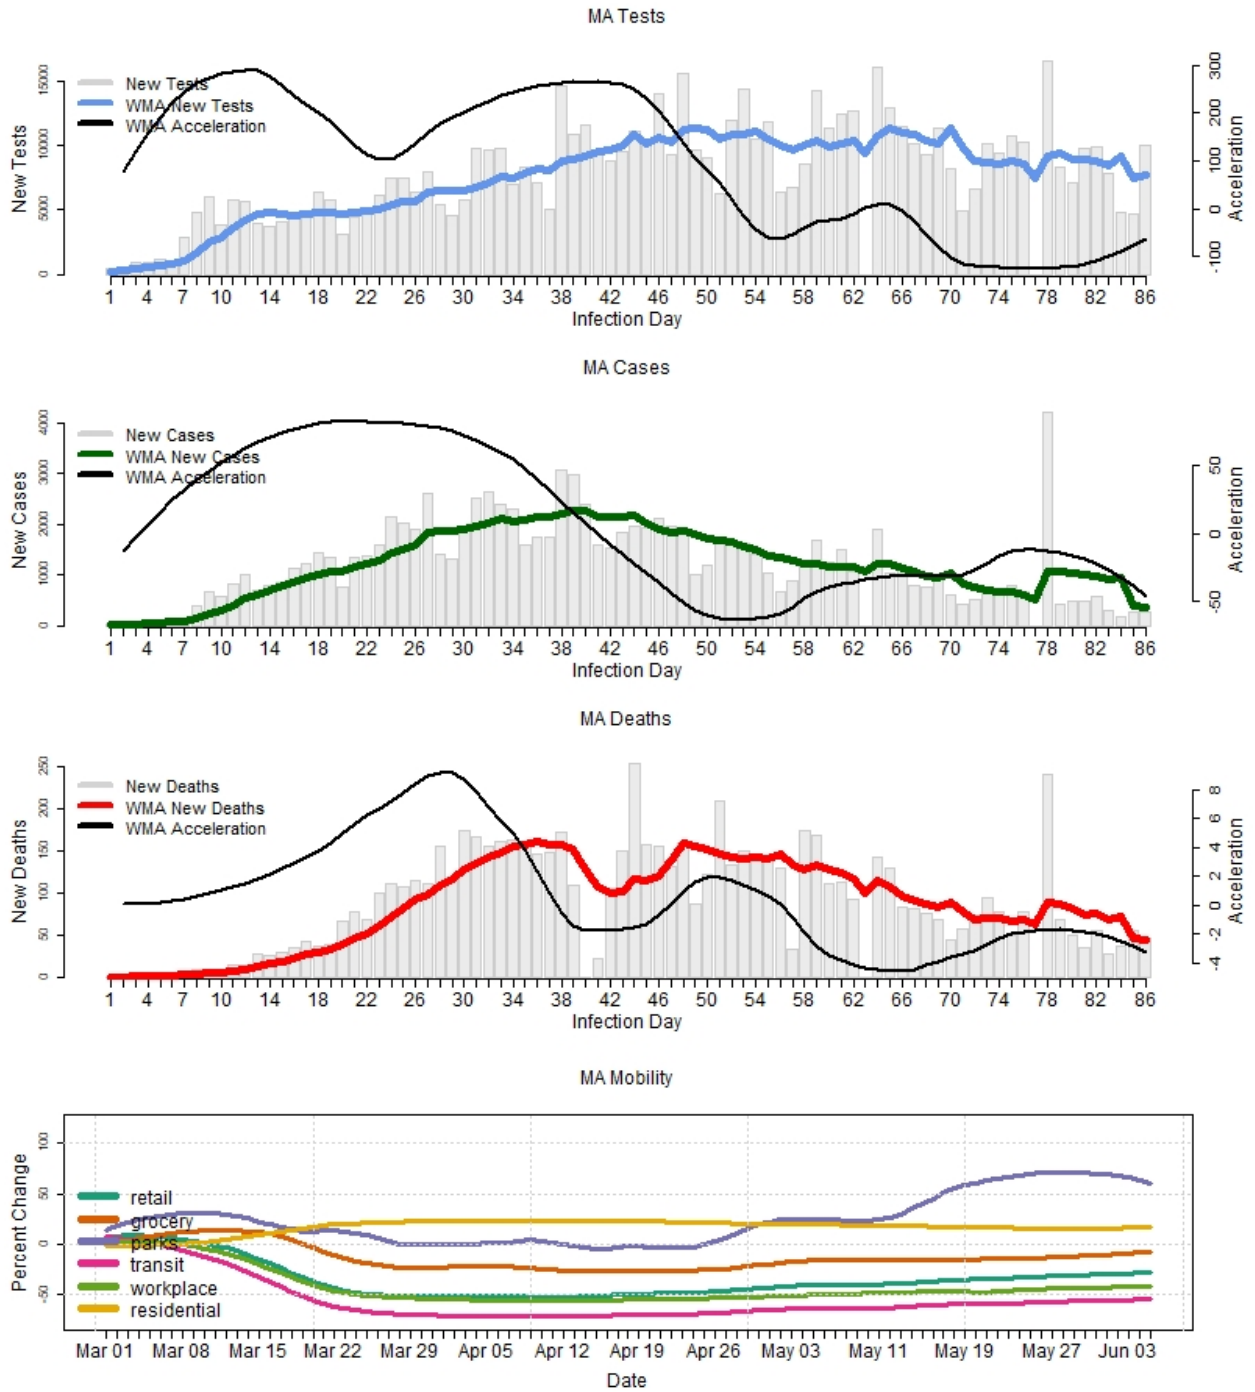 MA Tests
New Tests
WMA New Tests
WMA Acceleration
New Tests
0 5000 10000 15000
Acceleration
-100 0 100 200 300
1 4 7 10 14 18 22 26 30 34 38 42 46 50 54 58 62 66 70 74 78 82 86
Infection Day
MA Cases
New Cases
WMA New Cases
WMA Acceleration
New Cases
0 1000 2000 3000 4000
Acceleration
-50 0 50
1 4 7 10 14 18 22 26 30 34 38 42 46 50 54 58 62 66 70 74 78 82 86
Infection Day
MA Deaths
New Deaths
WMA New Deaths
WMA Acceleration
New Deaths
0 50 100 150 200 250
Acceleration
-4 -2 0 2 4 6 8
1 4 7 10 14 18 22 26 30 34 38 42 46 50 54 58 62 66 70 74 78 82 86
Infection Day
MA Mobility
retail
grocery
parks
transit
workplace
residential
Percent Change
-50 0 50 100
Mar 01 Mar 08 Mar 15 Mar 22 Mar 29 Apr 05 Apr 12 Apr 19 Apr 26 May 03 May 11 May 19 May 27 Jun 03
Date